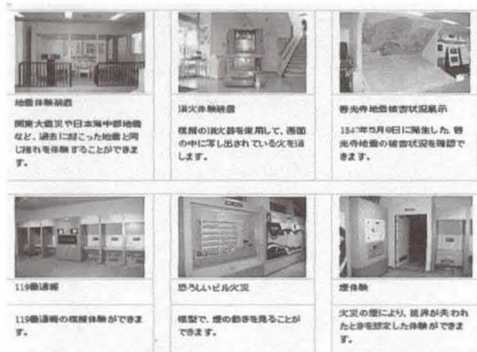 地震体験装置
関東大震災や日本海中部地震
など、過去に起こった地震と同
じ揺れを体験することができま
す。
消火体験装置
模擬の消火器を使用して、画面
の中に写し出されている火を消
します。
善光寺地震被害状況展示
1847年5月8日に発生した、善
光寺地震の被害状況を確認で
きます。
119番通報
119番通報の模擬体験ができま
す。
恐ろしいビル火災
模型で、煙の動きを見ることが
できます。
煙体験
火災の煙により、視界が失われ
たときを想定した体験ができま
す。